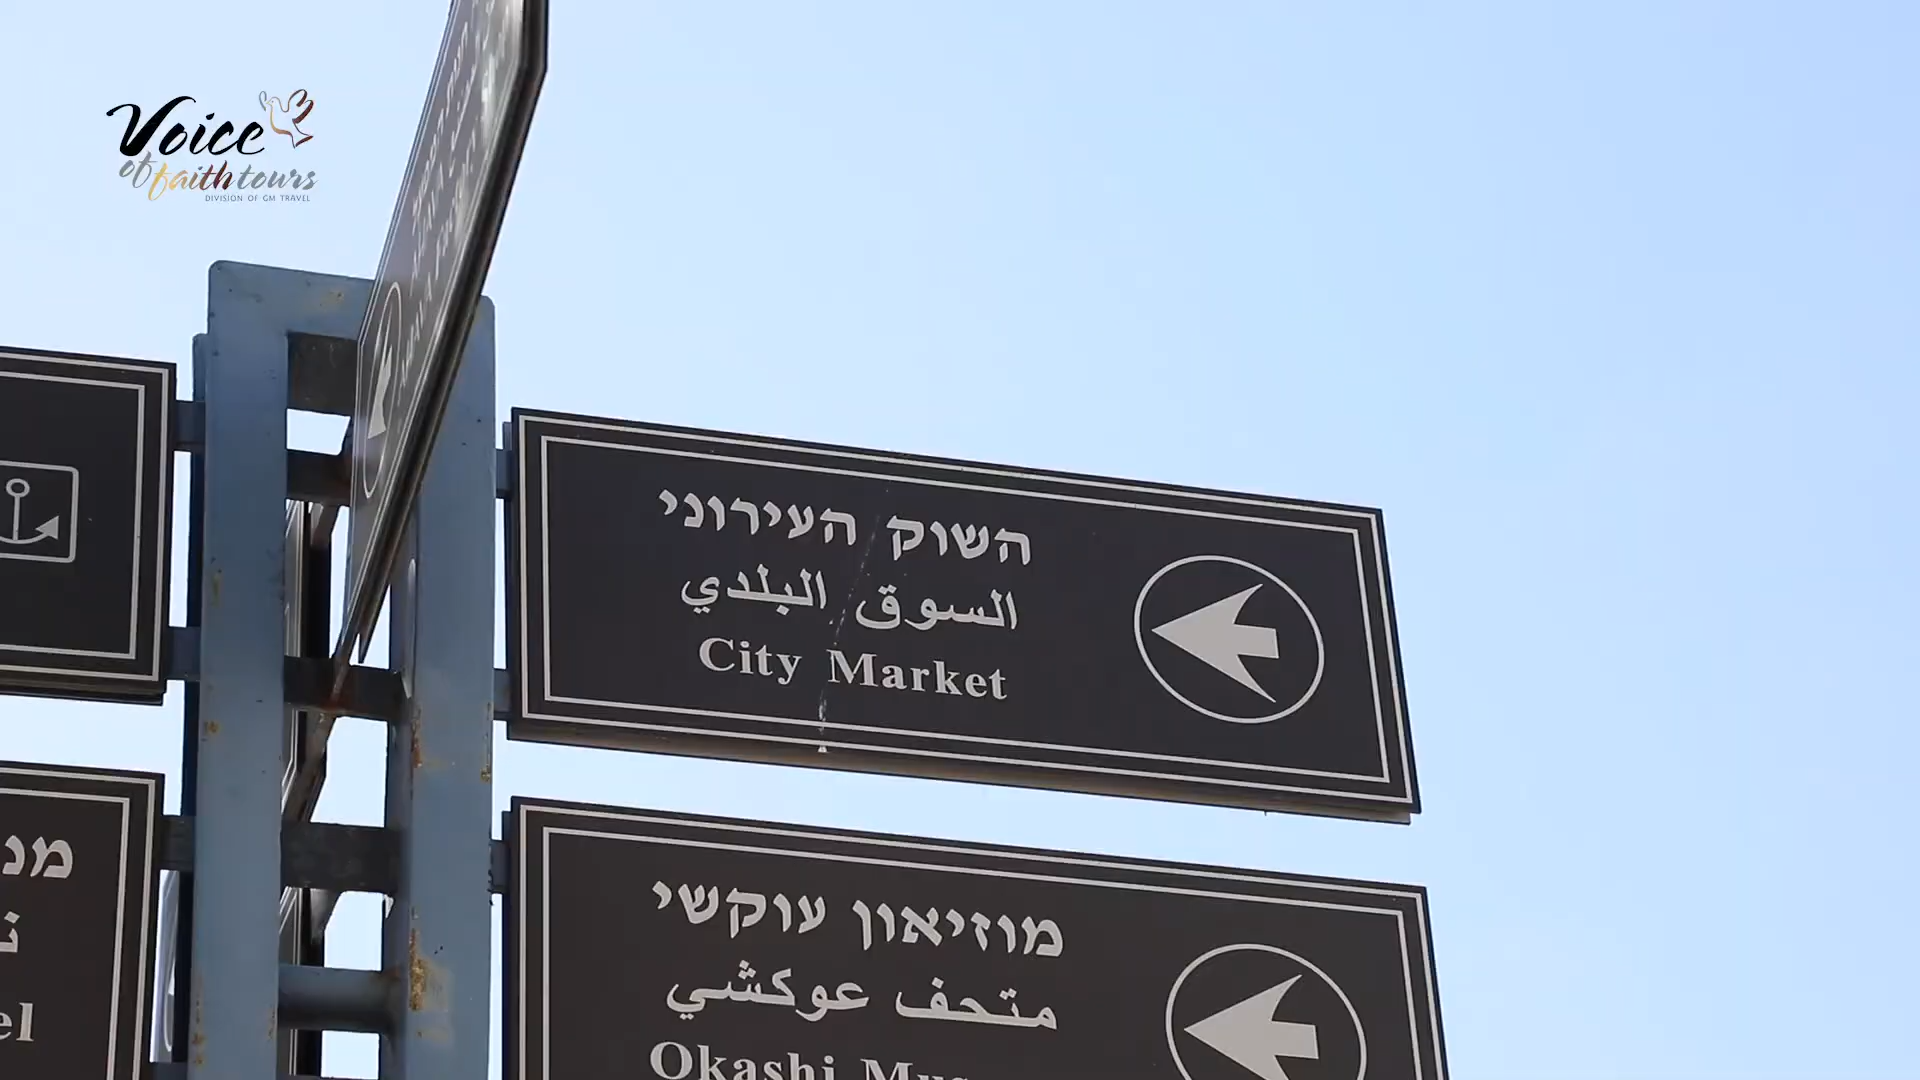 Voice
of faith tours
DIVISION OF GM TRAVEL
השוק העירוני
السوق البلدي
City Market
מוזיאון עוקשי
متحف عوكشي
Okashi